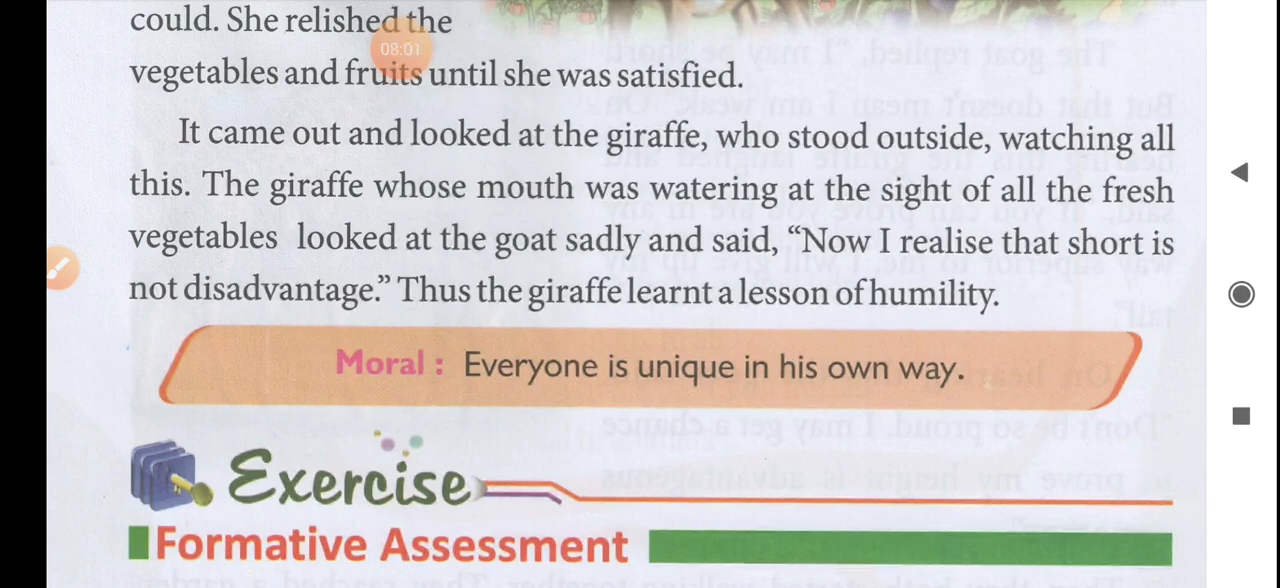 could. She relished the
08:01
vegetables and fruits until she was satisfied.
It came out and looked at the giraffe, who stood outside, watching all
this. The giraffe whose mouth was watering at the sight of all the fresh
vegetables looked at the goat sadly and said, “Now I realise that short is
not disadvantage.” Thus the giraffe learnt a lesson of humility.
Moral : Everyone is unique in his own way.
Exercise
Formative Assessment